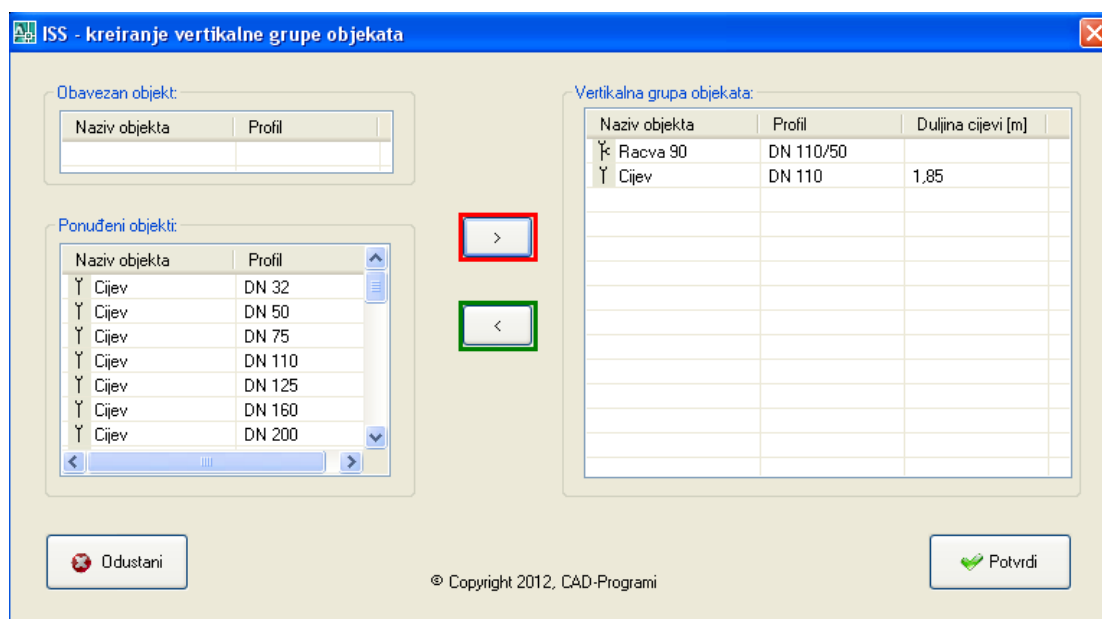 ISS - kreiranje vertikalne grupe objekata
Obavezan objekt:
Naziv objekta Profil
Ponuđeni objekti:
Naziv objekta Profil
Cijev DN 32
Cijev DN 50
Cijev DN 75
Cijev DN 110
Cijev DN 125
Cijev DN 160
Cijev DN 200
>
<
Vertikalna grupa objekata:
Naziv objekta Profil Duljina cijevi [m]
Racva 90 DN 110/50
Cijev DN 110 1,85
Odustani
© Copyright 2012, CAD-Programi
Potvrdi